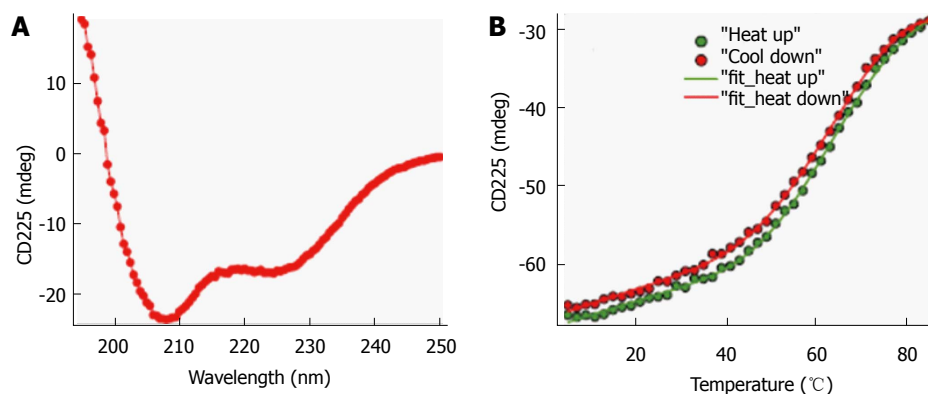 A
CD225 (mdeg)
10
0
-10
-20
200 210 220 230 240 250
Wavelength (nm)
B
CD225 (mdeg)
-30
-40
-50
-60
"Heat up"
"Cool down"
"fit_heat up"
"fit_heat down"
20 40 60 80
Temperature (℃)